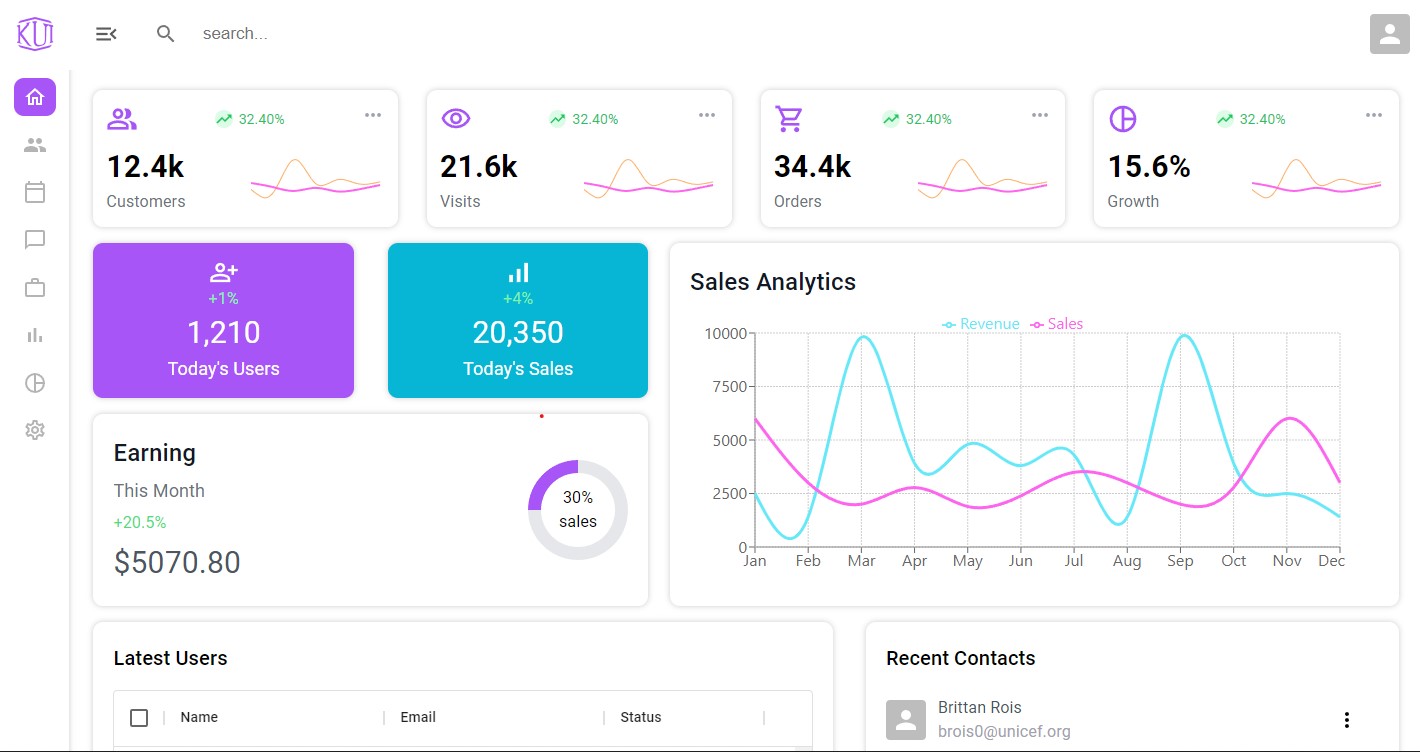 KUI
search...
32.40%
12.4k
Customers
32.40%
21.6k
Visits
32.40%
34.4k
Orders
32.40%
15.6%
Growth
+1%
1,210
Today's Users
+4%
20,350
Today's Sales
Earning
This Month
+20.5%
$5070.80
30%
sales
Sales Analytics
Revenue Sales
10000
7500
5000
2500
0
Jan Feb Mar Apr May Jun Jul Aug Sep Oct Nov Dec
Latest Users
Name Email Status
Recent Contacts
Brittan Rois
brois0@unicef.org